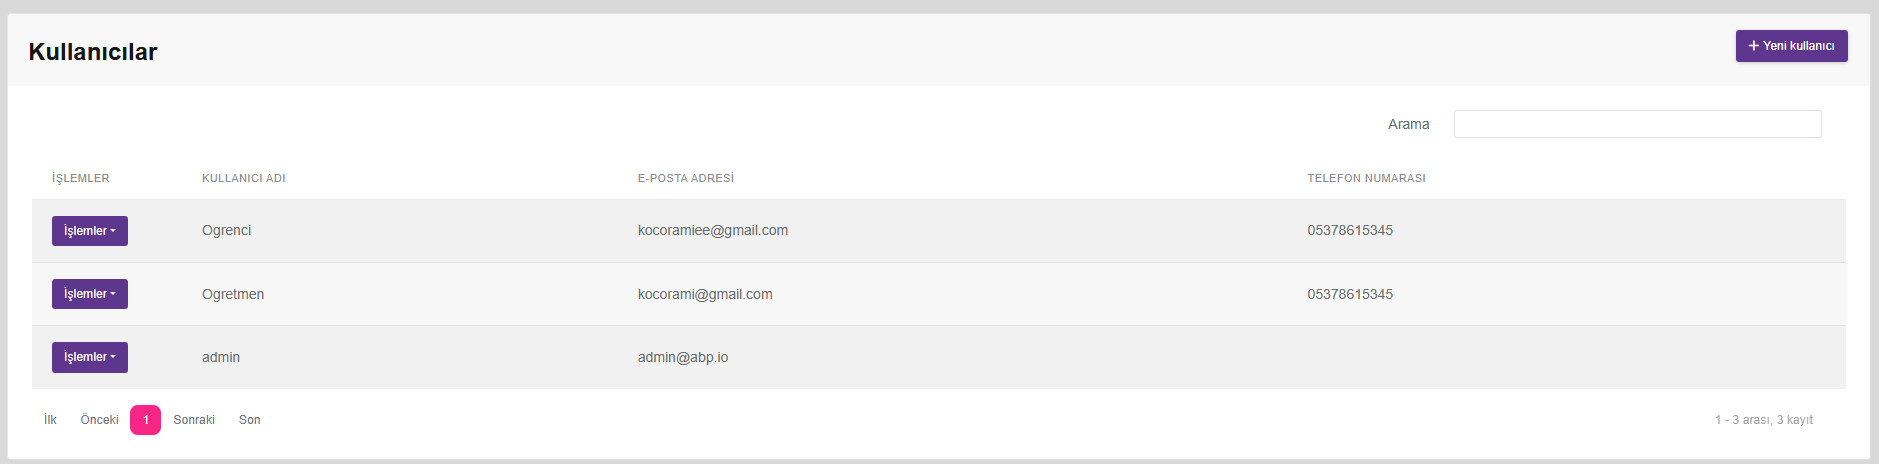 Kullanıcılar
+ Yeni kullanıcı
Arama
İŞLEMLER KULLANICI ADI E-POSTA ADRESİ TELEFON NUMARASI
İşlemler Ogrenci kocoramiee@gmail.com 05378615345
İşlemler Ogretmen kocorami@gmail.com 05378615345
İşlemler admin admin@abp.io
İlk Önceki 1 Sonraki Son 1 - 3 arası, 3 kayıt